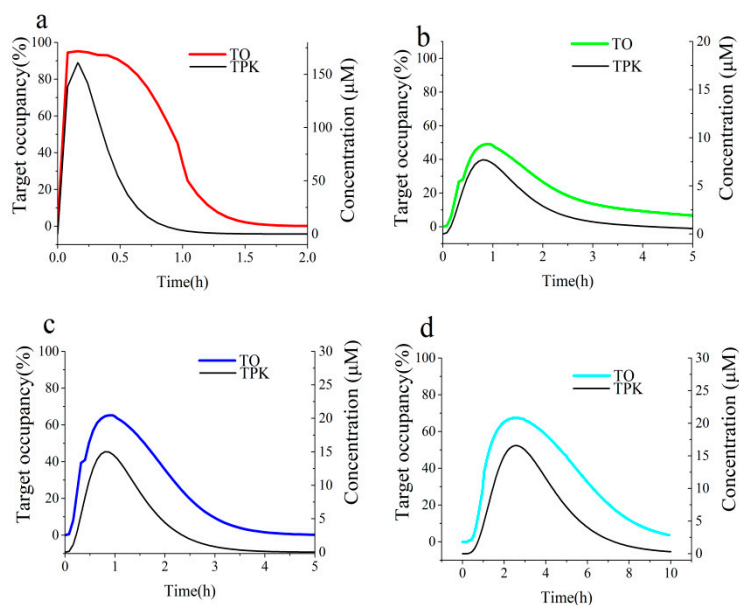 a
TO
TPK
Target occupancy(%)
100
80
60
40
20
0
Concentration (μM)
150
100
50
0
0.0 0.5 1.0 1.5 2.0
Time(h)
b
TO
TPK
Target occupancy(%)
100
80
60
40
20
0
Concentration (μM)
20
15
10
5
0
0 1 2 3 4 5
Time(h)
c
TO
TPK
Target occupancy(%)
100
80
60
40
20
0
Concentration (μM)
30
25
20
15
10
5
0
0 1 2 3 4 5
Time(h)
d
TO
TPK
Target occupancy(%)
100
80
60
40
20
0
Concentration (μM)
30
25
20
15
10
5
0
0 2 4 6 8 10
Time(h)